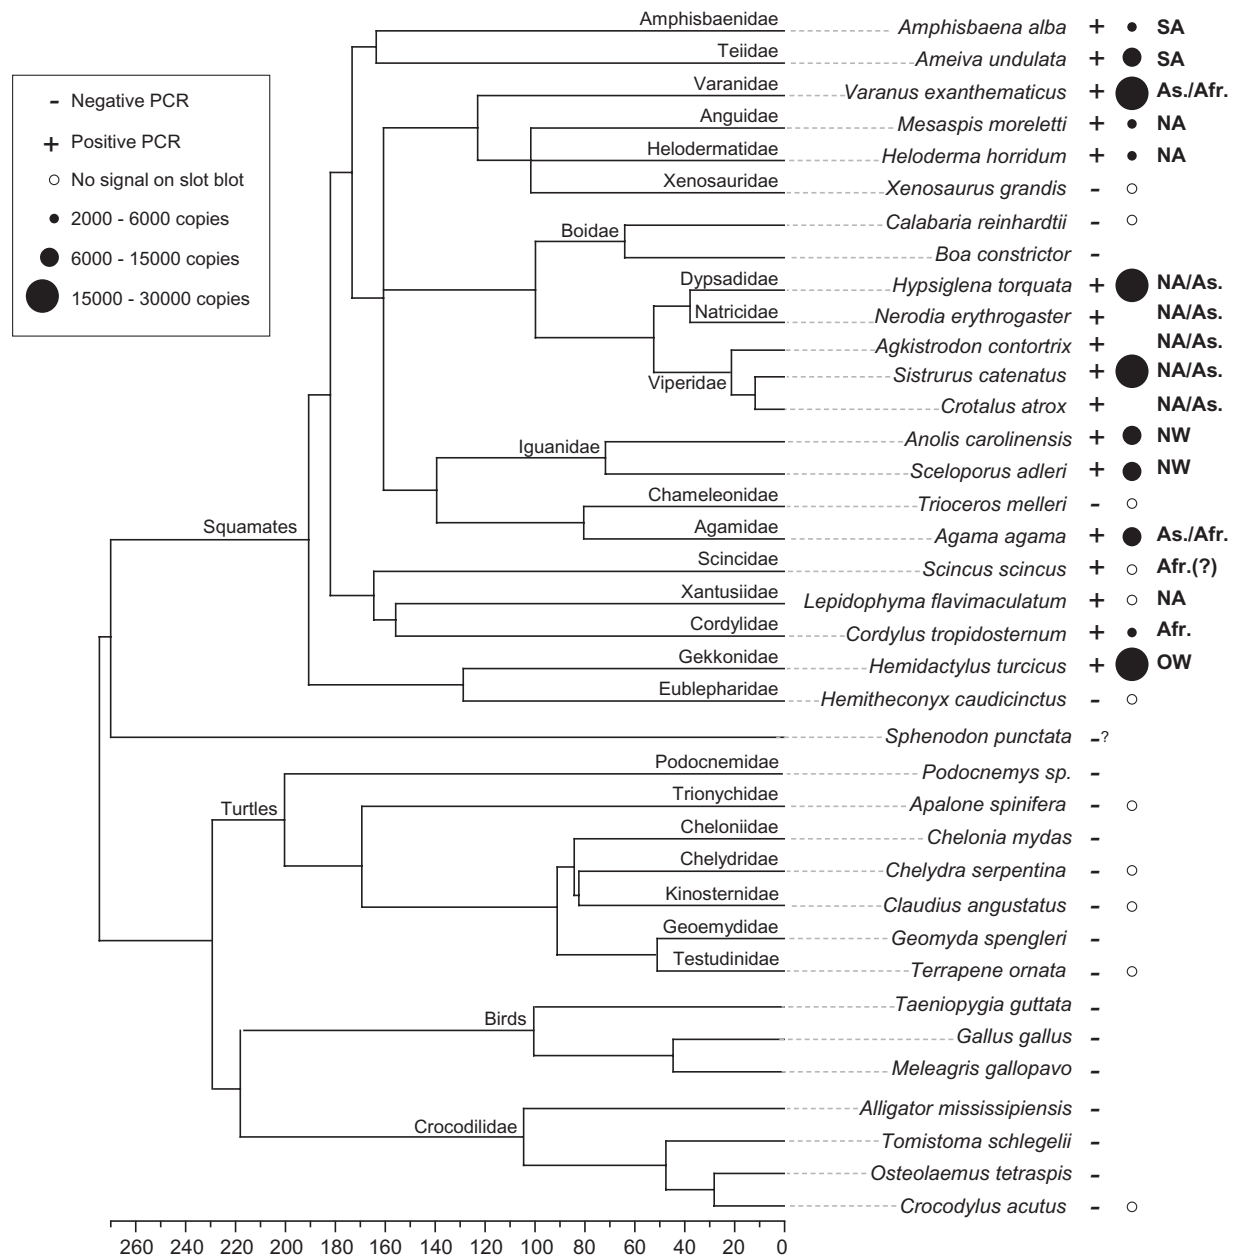 Amphisbaenidae Amphisbaena alba + SA
Teiidae Ameiva undulata + SA
Varanidae Varanus exanthematicus + As./Afr.
- Negative PCR
Anguidae Mesaspis moreletti + NA
+ Positive PCR
Helodermatidae Heloderma horridum + NA
No signal on slot blot
Xenosauridae Xenosaurus grandis -
2000 - 6000 copies
Calabaria reinhardtii -
Boidae
6000 - 15000 copies
Boa constrictor -
Dypsadidae Hypsiglena torquata + NA/As.
15000 - 30000 copies
Natricidae Nerodia erythrogaster + NA/As.
Agkistrodon contortrix + NA/As.
Viperidae Sistrurus catenatus + NA/As.
Crotalus atrox + NA/As.
Iguanidae Anolis carolinensis + NW
Sceloporus adleri + NW
Chameleonidae Trioceros melleri -
Squamates Agamidae Agama agama + As./Afr.
Scincidae Scincus scincus + Afr.(?)
Xantusiidae Lepidophyma flavimaculatum + NA
Cordylidae Cordylus tropidosternum + Afr.
Gekkonidae Hemidactylus turcicus + OW
Eublepharidae Hemitheconyx caudicinctus -
Sphenodon punctata -?
Podocnemidae Podocnemys sp. -
Turtles Trionychidae Apalone spinifera -
Cheloniidae Chelonia mydas -
Chelydridae Chelydra serpentina -
Kinosternidae Claudius angustatus -
Geoemydidae Geomyda spengleri -
Testudinidae Terrapene ornata -
Taeniopygia guttata -
Birds
Gallus gallus -
Meleagris gallopavo -
Alligator mississipiensis -
Crocodilidae
Tomistoma schlegelii -
Osteolaemus tetraspis -
Crocodylus acutus -
260 240 220 200 180 160 140 120 100 80 60 40 20 0